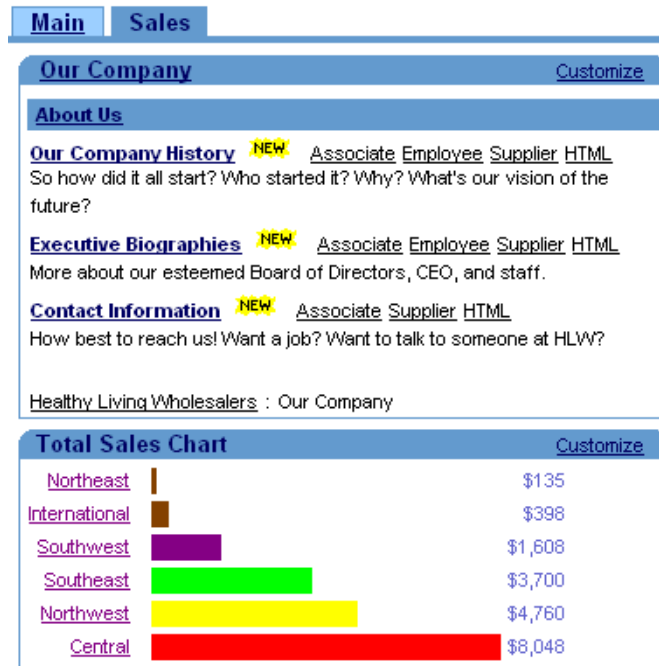 Main Sales
Our Company Customize
About Us
Our Company History NEW Associate Employee Supplier HTML
So how did it all start? Who started it? Why? What's our vision of the
future?
Executive Biographies NEW Associate Employee Supplier HTML
More about our esteemed Board of Directors, CEO, and staff.
Contact Information NEW Associate Supplier HTML
How best to reach us! Want a job? Want to talk to someone at HLW?
Healthy Living Wholesalers : Our Company
Total Sales Chart Customize
Northeast $135
International $398
Southwest $1,608
Southeast $3,700
Northwest $4,760
Central $8,048